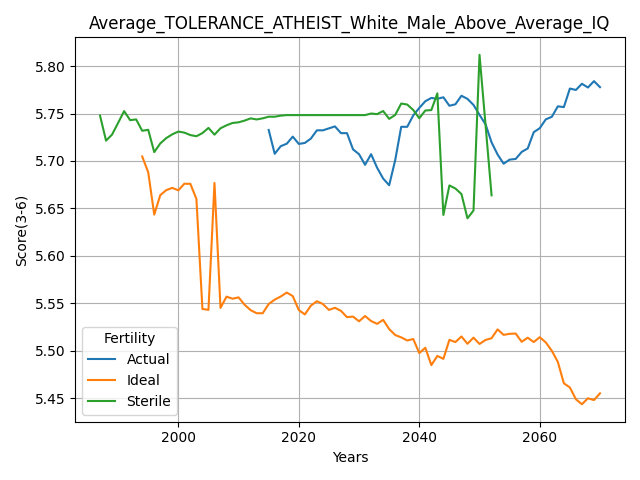 Average_TOLERANCE_ATHEIST_White_Male_Above_Average_IQ
5.80
5.75
5.70
5.65
5.60
5.55
5.50
5.45
Score(3-6)
Fertility
Actual
Ideal
Sterile
2000
2020
2040
2060
Years